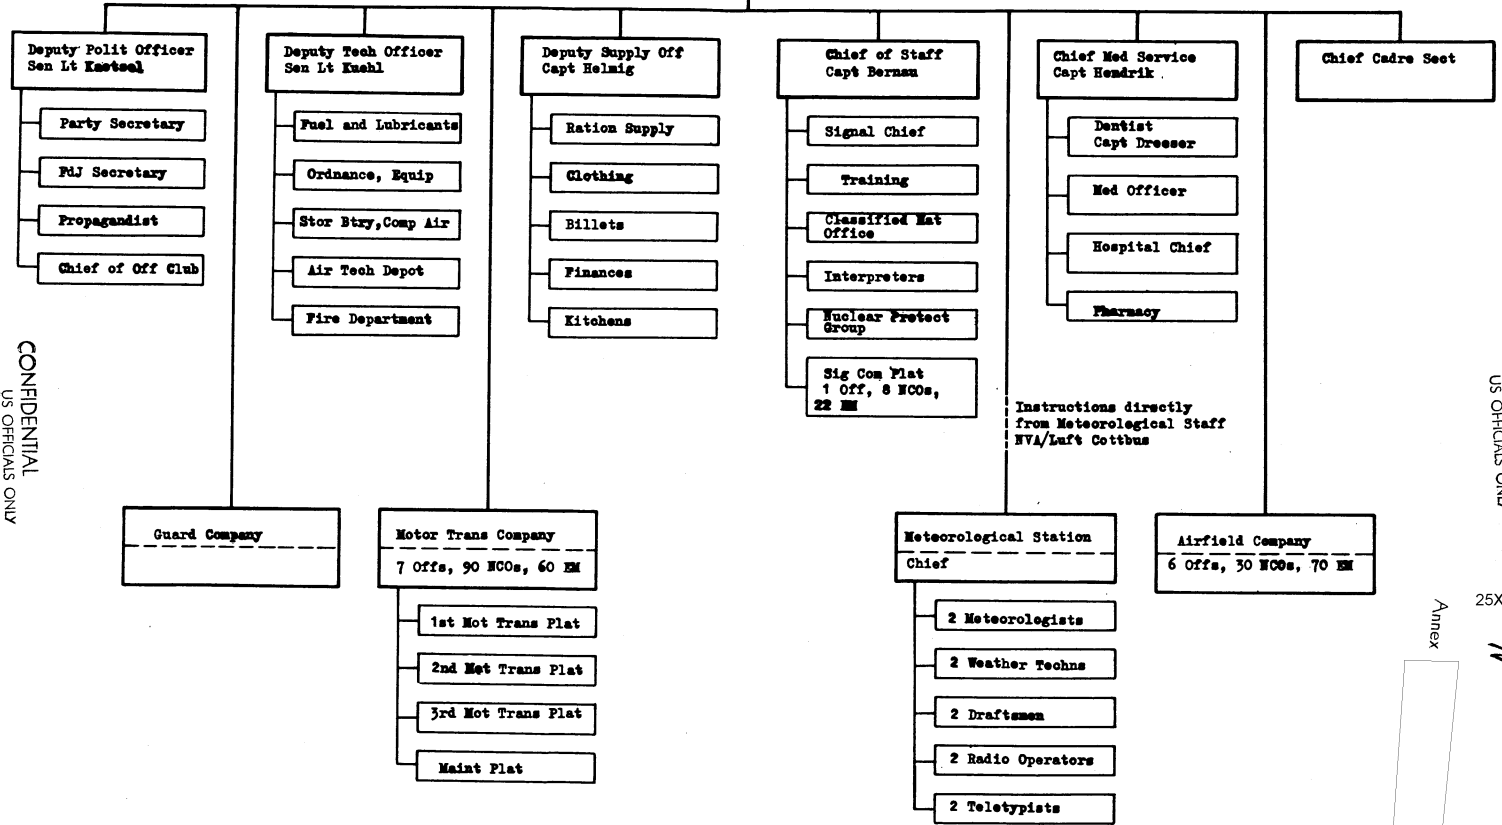 Deputy Polit Officer
Sen Lt
Party Secretary
FdJ Secretary
Propagandist
Chief of Off Club
Deputy Tech Officer
Sen Lt Kuehl
Fuel and Lubricants
Ordnance, Equip
Stor Btry,Comp Air
Air Tech Depot
Fire Department
Deputy Supply Off
Capt Helmig
Ration Supply
Clothing
Billets
Finances
Kitchens
Chief of Staff
Capt Bernau
Signal Chief
Training
Classified Mat
Office
Interpreters
Nuclear Protect
Group
Sig Com Plat
1 Off, 8 NCOs,
22 EM
Chief Med Service
Capt Hendrik
Dentist
Capt Dresser
Med Officer
Hospital Chief
Pharmacy
Chief Cadre Sect
Instructions directly
from Meteorological Staff
NVA/Luft Cottbus
Guard Company
Motor Trans Company
7 Offs, 90 NCOs, 60 EM
1st Mot Trans Plat
2nd Mot Trans Plat
3rd Mot Trans Plat
Maint Plat
Meteorological Station
Chief
2 Meteorologists
2 Weather Techns
2 Draftsmen
2 Radio Operators
2 Teletypists
Airfield Company
6 Offs, 30 NCOs, 70 EM
CONFIDENTIAL
US OFFICIALS ONLY
US OFFICIALS
25X
Annex